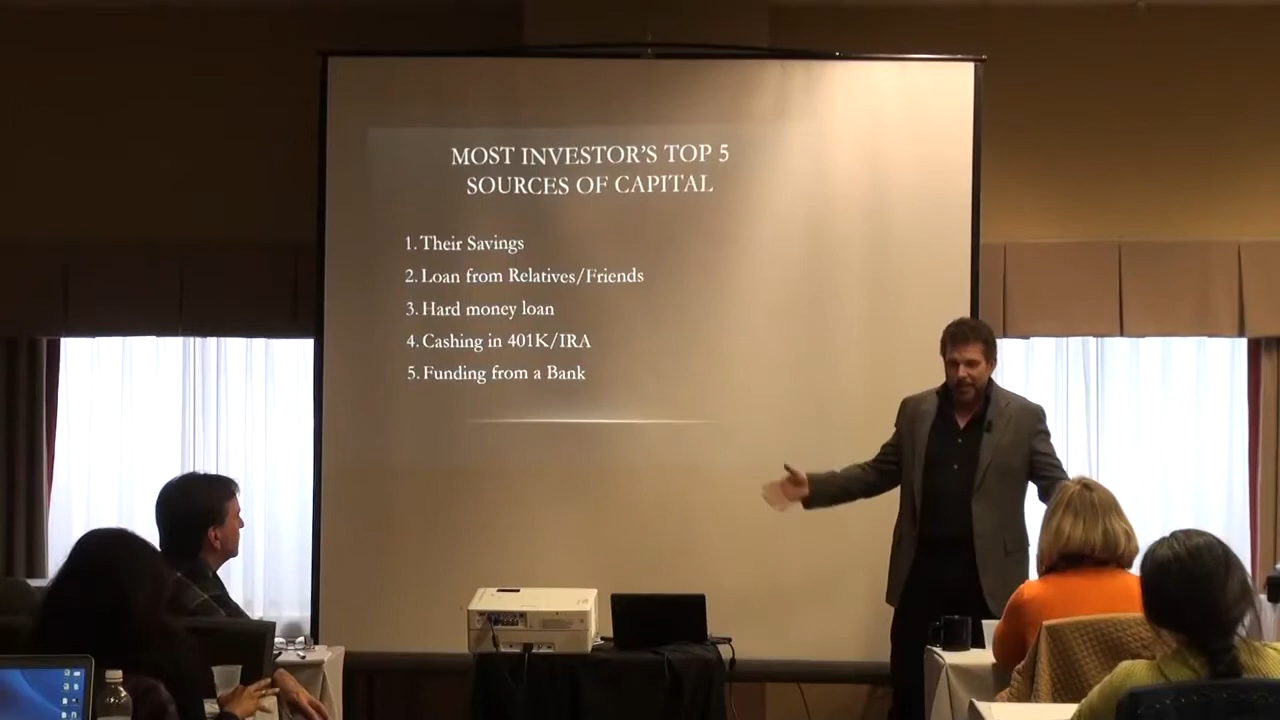 MOST INVESTOR'S TOP 5
SOURCES OF CAPITAL
1. Their Savings
2. Loan from Relatives/Friends
3. Hard money loan
4. Cashing in 401K/IRA
5. Funding from a Bank